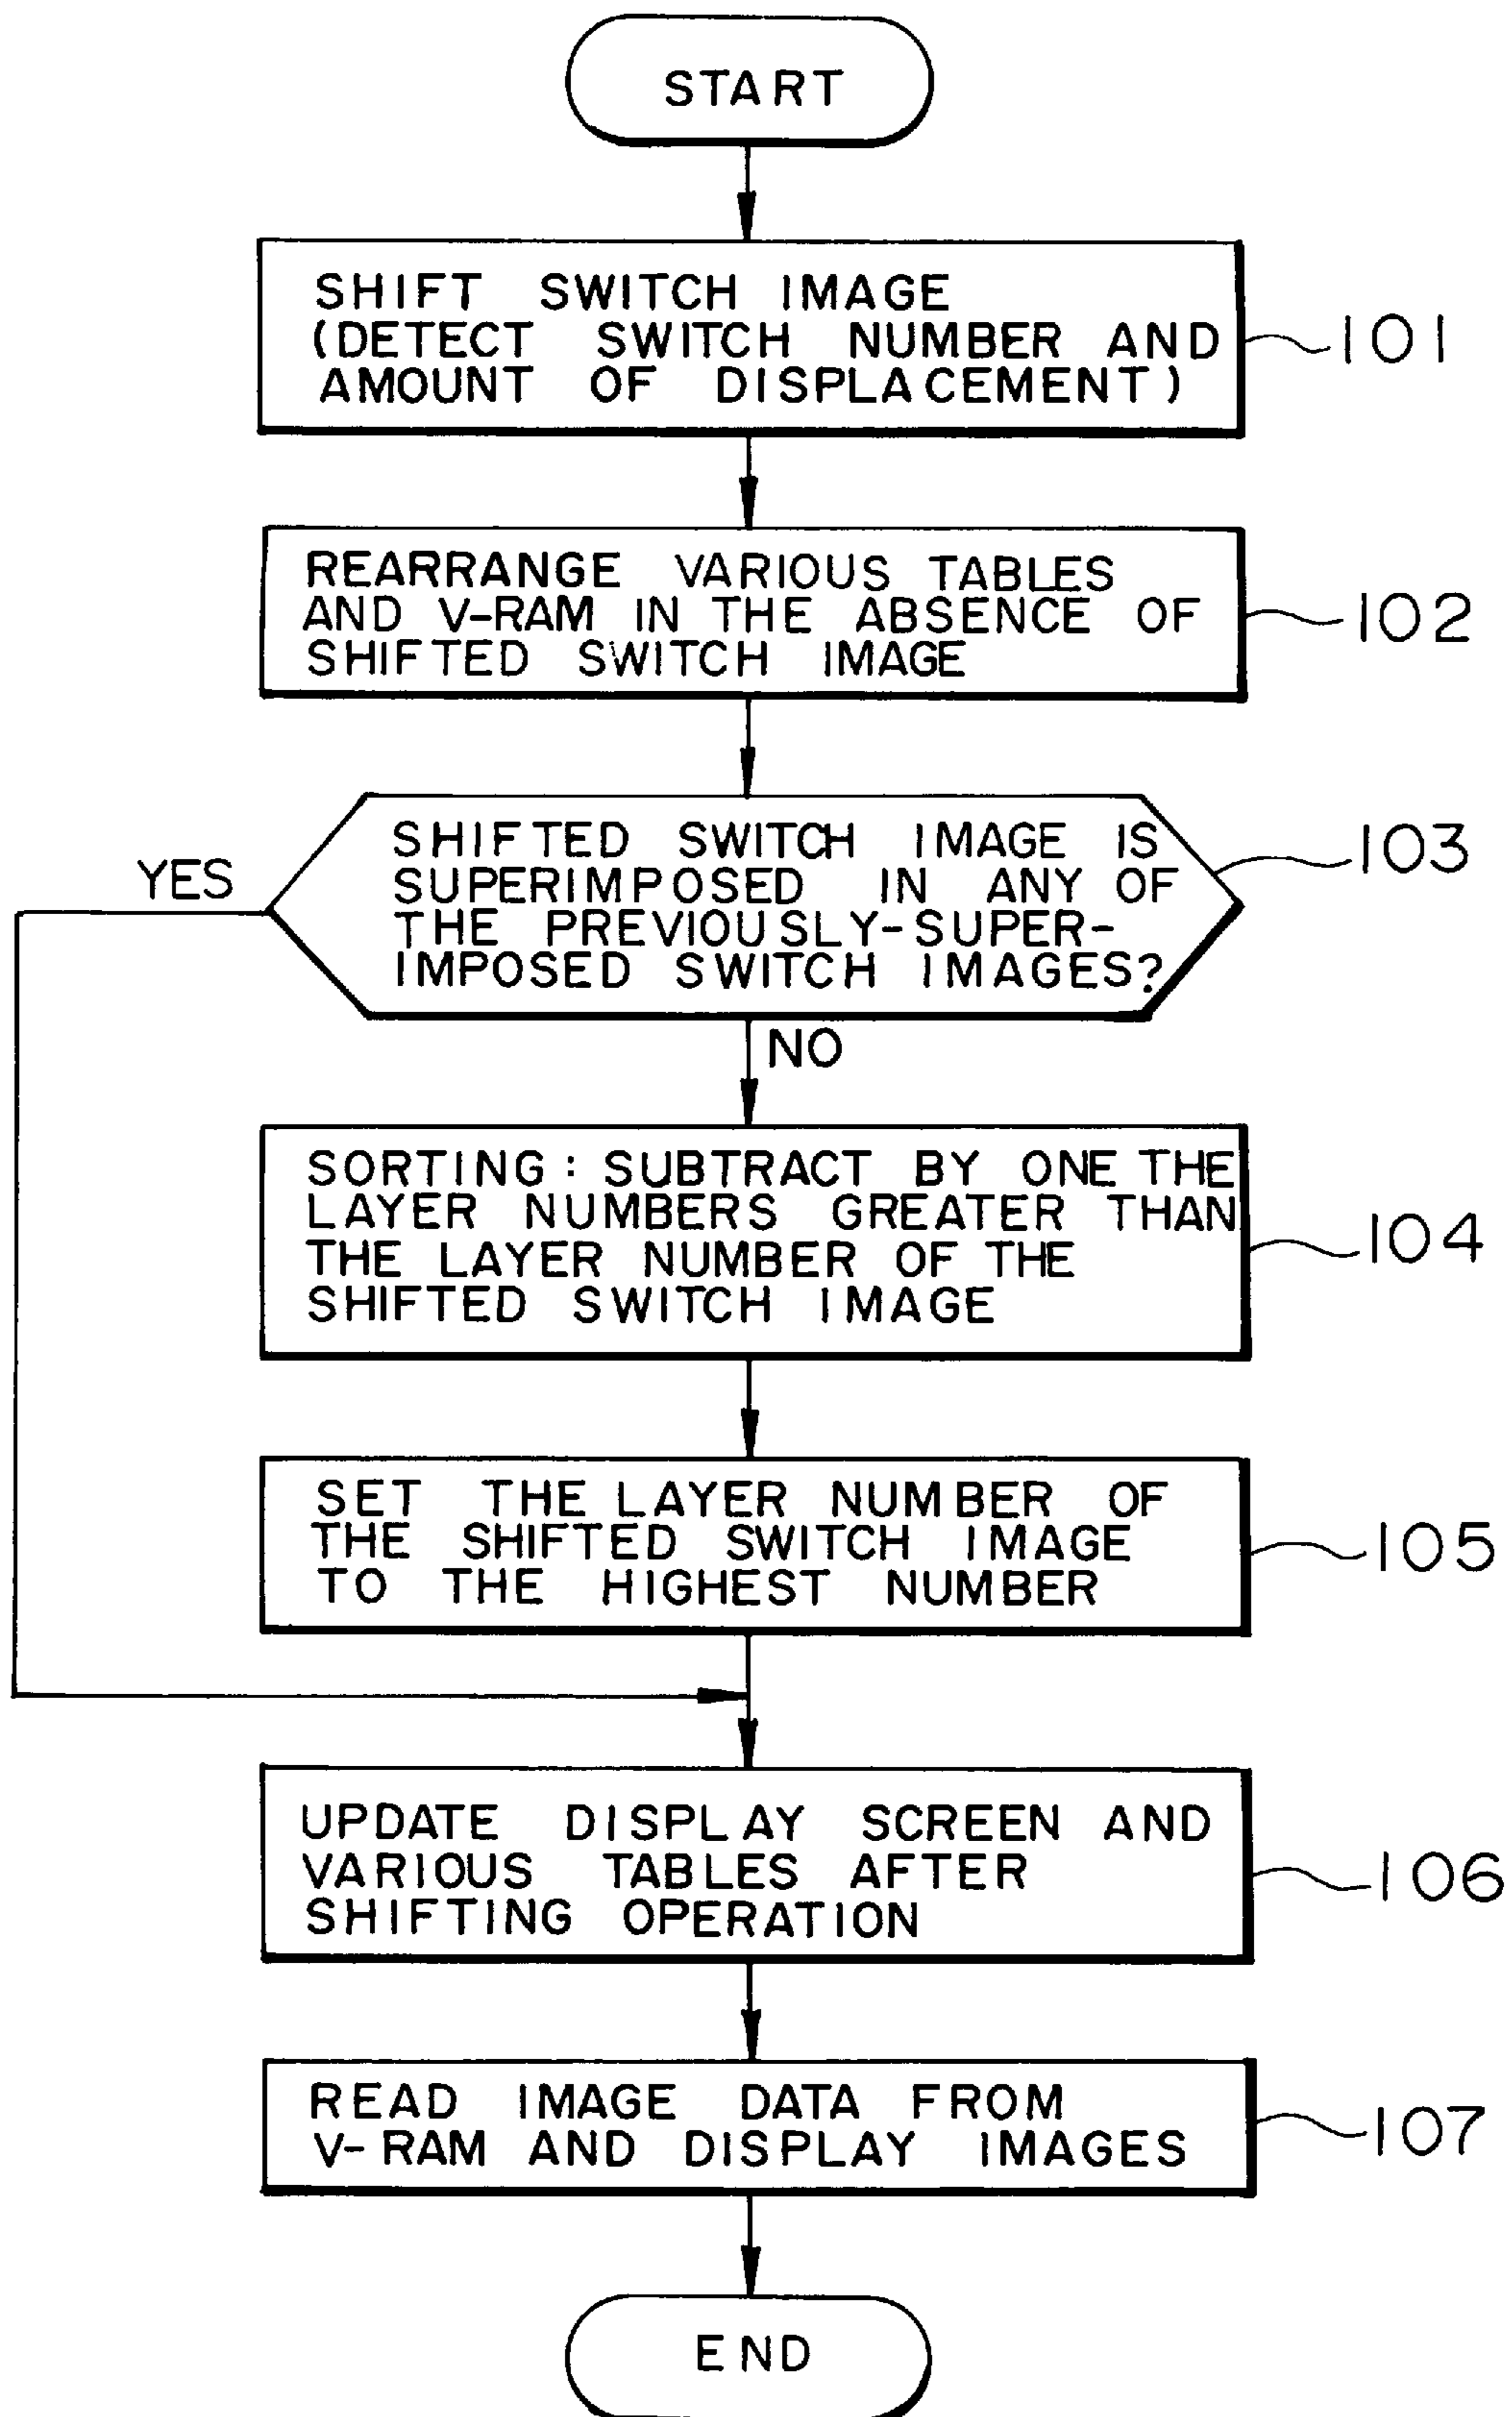 START
SHIFT SWITCH IMAGE
(DETECT SWITCH NUMBER AND
AMOUNT OF DISPLACEMENT)
101
REARRANGE VARIOUS TABLES
AND V-RAM IN THE ABSENCE OF
SHIFTED SWITCH IMAGE
102
SHIFTED SWITCH IMAGE IS
SUPERIMPOSED IN ANY OF
THE PREVIOUSLY-SUPER-
IMPOSED SWITCH IMAGES?
103
YES
NO
SORTING: SUBTRACT BY ONE THE
LAYER NUMBERS GREATER THAN
THE LAYER NUMBER OF THE
SHIFTED SWITCH IMAGE
104
SET THE LAYER NUMBER OF
THE SHIFTED SWITCH IMAGE
TO THE HIGHEST NUMBER
105
UPDATE DISPLAY SCREEN AND
VARIOUS TABLES AFTER
SHIFTING OPERATION
106
READ IMAGE DATA FROM
V-RAM AND DISPLAY IMAGES
107
END